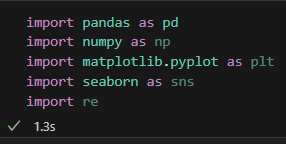 import pandas as pd
import numpy as np
import matplotlib.pyplot as plt
import seaborn as sns
import re
1.3s